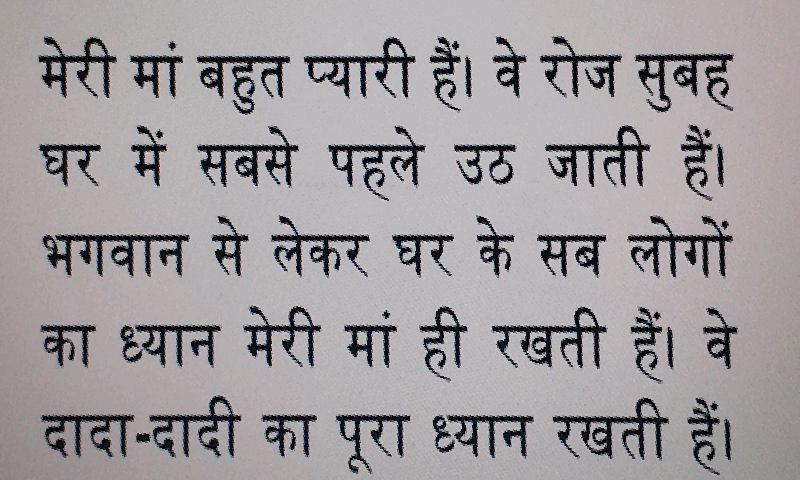 मेरी मां बहुत प्यारी हैं। वे रोज सुबह
घर में सबसे पहले उठ जाती हैं।
भगवान से लेकर घर के सब लोगों
का ध्यान मेरी मां ही रखती हैं। वे
दादा-दादी का पूरा ध्यान रखती हैं।